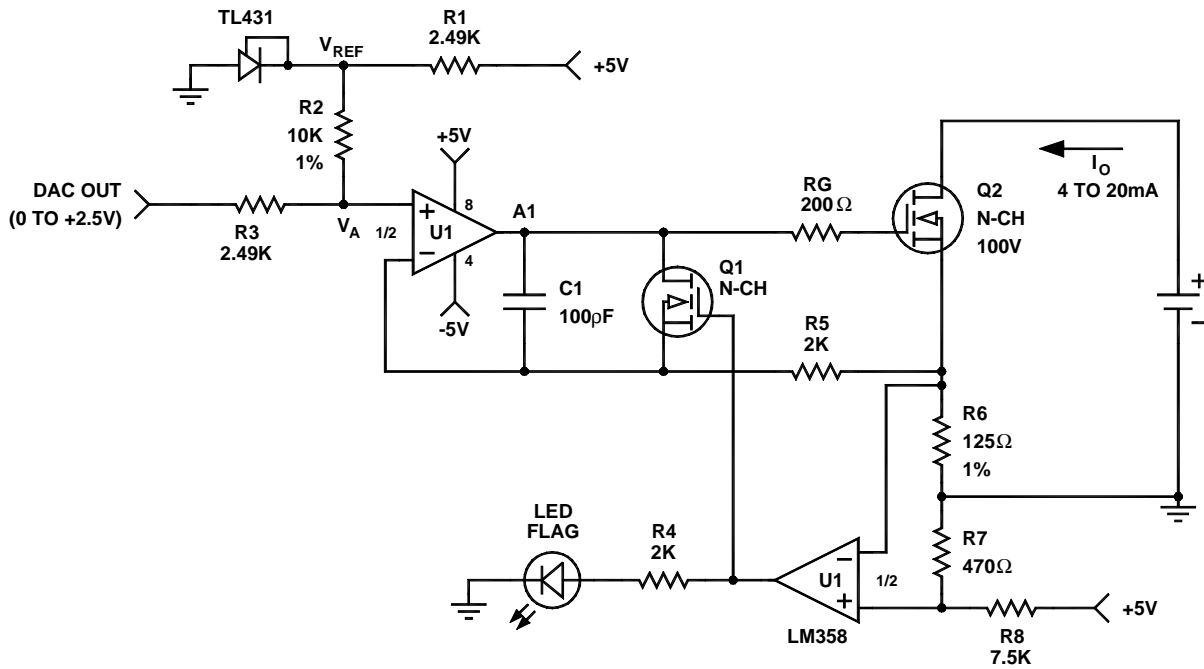 TL431
VREF
R1
2.49K
+5V
R2
10K
1%
+5V
DAC OUT
(0 TO +2.5V)
R3
2.49K
VA
1/2
+
U1
−
8
4
A1
-5V
C1
100ρF
Q1
N-CH
RG
200Ω
Q2
N-CH
100V
IO
4 TO 20mA
+
−
R5
2K
R6
125Ω
1%
LED
FLAG
R4
2K
−
U1
+
1/2
LM358
R7
470Ω
R8
7.5K
+5V